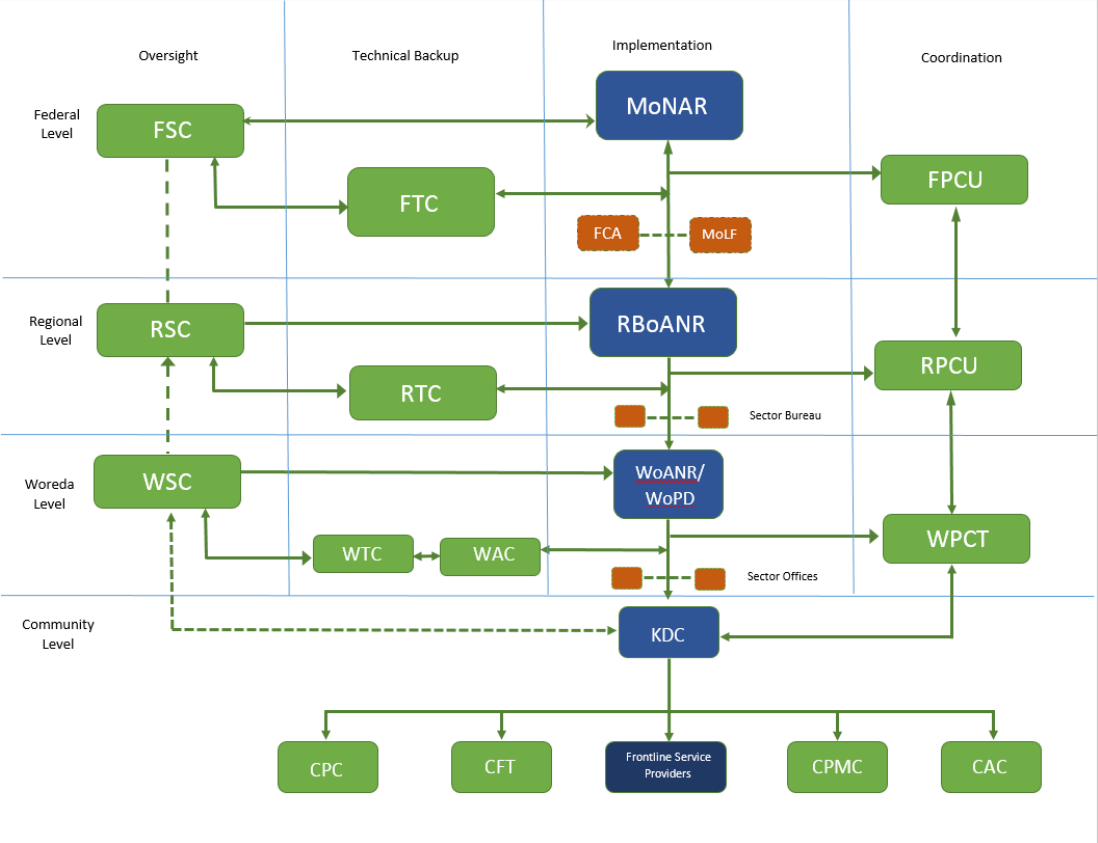 Oversight
Technical Backup
Implementation
Coordination
Federal
Level
FSC
MoNAR
FTC
FPCU
FCA
MoLF
Regional
Level
RSC
RBoANR
RTC
RPCU
Sector Bureau
Woreda
Level
WSC
WoANR/
WoPD
WTC
WAC
WPCT
Sector Offices
Community
Level
KDC
CPC
CFT
Frontline Service
Providers
CPMC
CAC